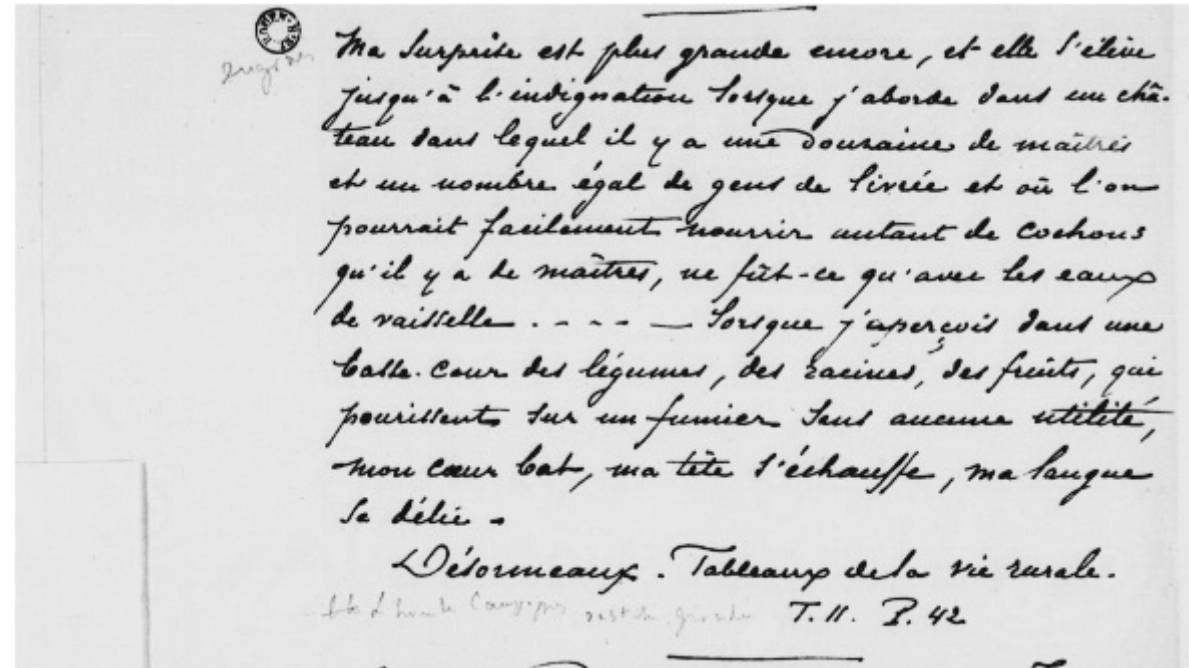 Ma surprise est plus grande encore, et elle s'élève
jusqu'à l'indignation lorsque j'aborde dans un châ-
teau dans lequel il y a une douzaine de maîtres
et un nombre égal de gens de livrée et où l'on
pourrait facilement nourrir autant de cochons
qu'il y a de maîtres, ne fût-ce qu'avec les eaux
de vaisselle . - - - — lorsque j'aperçois dans une
basse-cour des légumes, des racines, des fruits, qui
pourissent sur un fumier sans aucune utilité,
mon cœur bat, ma tête s'échauffe, ma langue
se délie.
Désormeaux. Tableaux de la vie rurale.
T. II. P. 42